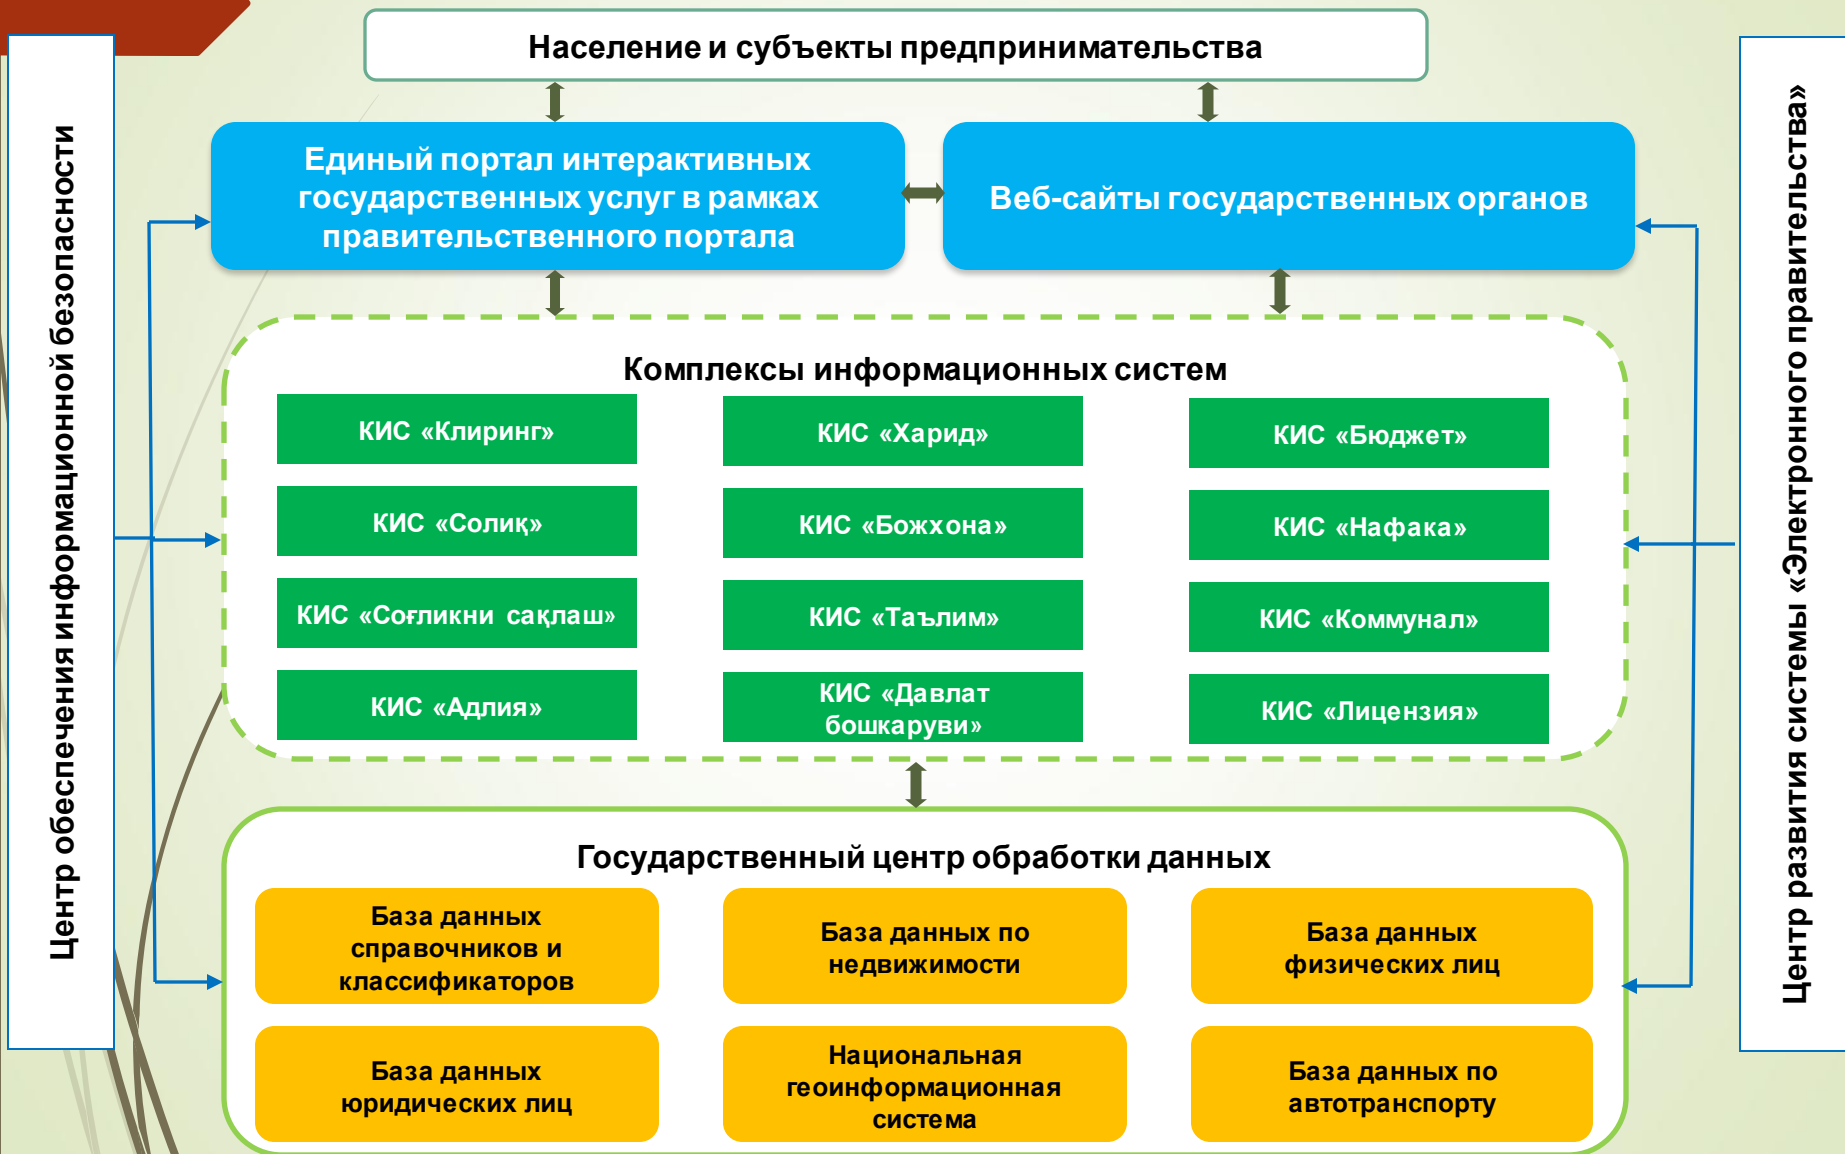 Население и субъекты предпринимательства
Центр обеспечения информационной безопасности
Центр развития системы «Электронного правительства»
Единый портал интерактивных
государственных услуг в рамках
правительственного портала
Веб-сайты государственных органов
Комплексы информационных систем
КИС «Клиринг»
КИС «Харид»
КИС «Бюджет»
КИС «Солиқ»
КИС «Божхона»
КИС «Нафака»
КИС «Соғликни сақлаш»
КИС «Таълим»
КИС «Коммунал»
КИС «Адлия»
КИС «Давлат
бошкаруви»
КИС «Лицензия»
Государственный центр обработки данных
База данных
справочников и
классификаторов
База данных по
недвижимости
База данных
физических лиц
База данных
юридических лиц
Национальная
геоинформационная
система
База данных по
автотранспорту